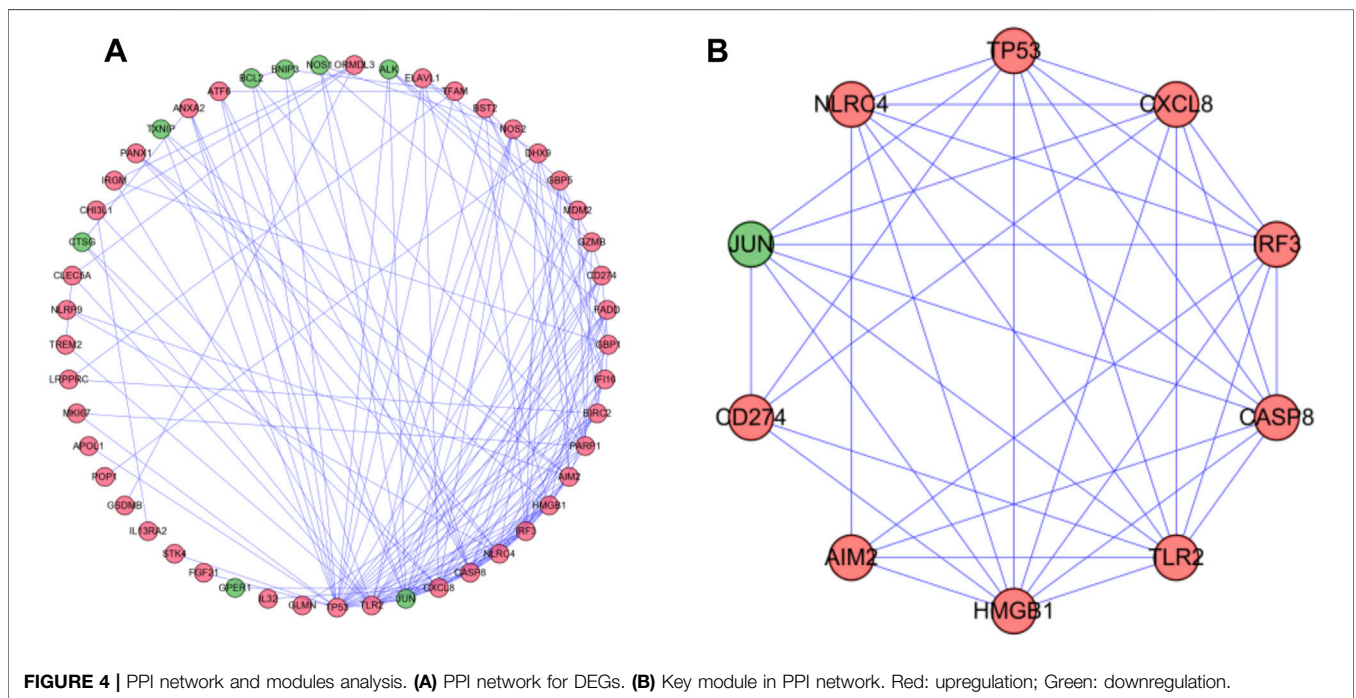 A
BCL2
BNIP3
NOS1
ORMDL3
ALK
ELAVL1
TFAM
BST2
NOS2
DHX9
GBP5
MDM2
GZMB
CD274
FADD
GBP1
IFI16
BIRC2
PARP1
AIM2
HMGB1
IRF3
NLRC4
CASP8
CXCL8
JUN
TLR2
TP53
GLMN
IL32
GPER1
FGF21
STK4
IL13RA2
GSDMB
POP1
APOL1
MKI67
LRPPRC
TREM2
NLRP9
CLEC5A
CTSG
CHI3L1
IRGM
PANX1
TXNIP
ANXA2
ATF6
B
TP53
CXCL8
IRF3
CASP8
TLR2
HMGB1
AIM2
CD274
JUN
NLRC4
FIGURE 4 | PPI network and modules analysis. (A) PPI network for DEGs. (B) Key module in PPI network. Red: upregulation; Green: downregulation.